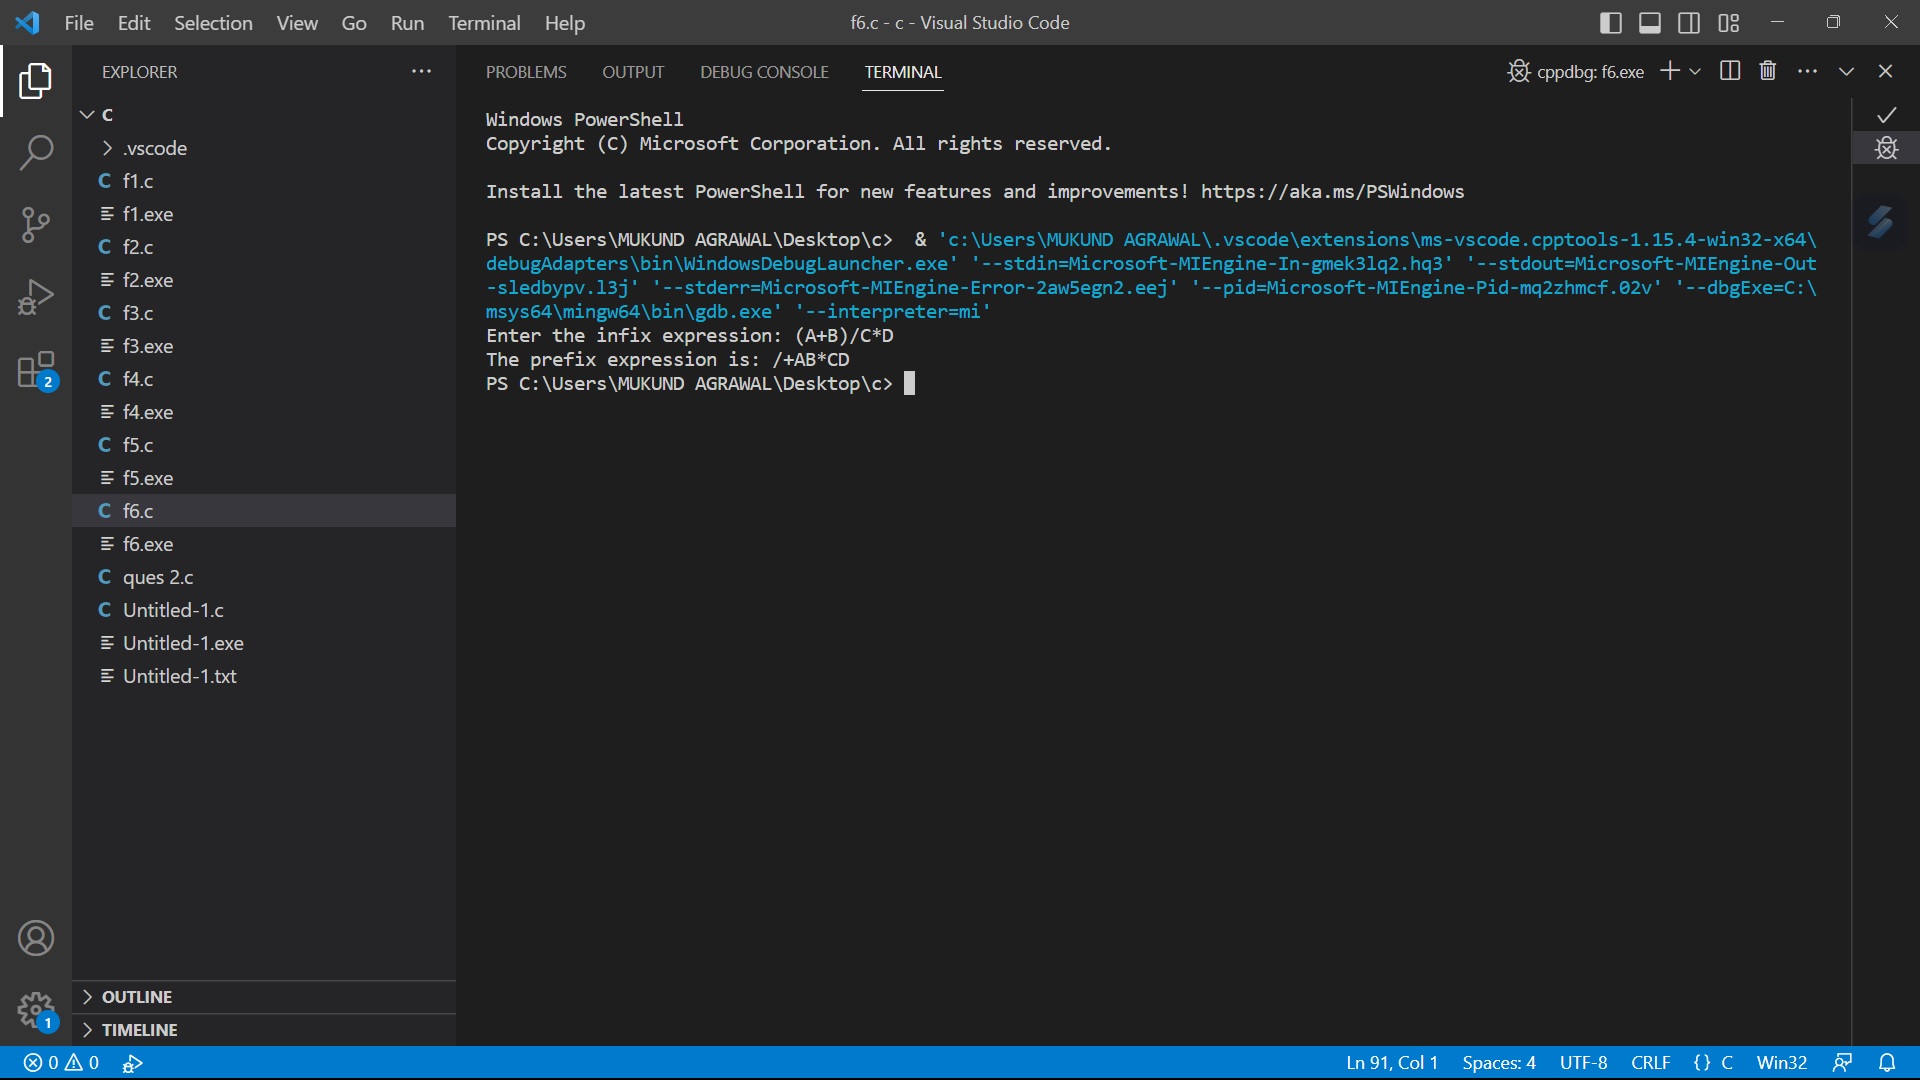 File Edit Selection View Go Run Terminal Help
f6.c - c - Visual Studio Code
EXPLORER
C
.vscode
C f1.c
f1.exe
C f2.c
f2.exe
C f3.c
f3.exe
C f4.c
f4.exe
C f5.c
f5.exe
C f6.c
f6.exe
C ques 2.c
C Untitled-1.c
Untitled-1.exe
Untitled-1.txt
2
1
OUTLINE
TIMELINE
PROBLEMS OUTPUT DEBUG CONSOLE TERMINAL
cppdbg: f6.exe
Windows PowerShell
Copyright (C) Microsoft Corporation. All rights reserved.
Install the latest PowerShell for new features and improvements! https://aka.ms/PSWindows
PS C:\Users\MUKUND AGRAWAL\Desktop\c> & 'c:\Users\MUKUND AGRAWAL\.vscode\extensions\ms-vscode.cpptools-1.15.4-win32-x64\
debugAdapters\bin\WindowsDebugLauncher.exe' '--stdin=Microsoft-MIEngine-In-gmek3lq2.hq3' '--stdout=Microsoft-MIEngine-Out
-sledbypv.l3j' '--stderr=Microsoft-MIEngine-Error-2aw5egn2.eej' '--pid=Microsoft-MIEngine-Pid-mq2zhmcf.02v' '--dbgExe=C:\
msys64\mingw64\bin\gdb.exe' '--interpreter=mi'
Enter the infix expression: (A+B)/C*D
The prefix expression is: /+AB*CD
PS C:\Users\MUKUND AGRAWAL\Desktop\c>
0 0
Ln 91, Col 1 Spaces: 4 UTF-8 CRLF {} C Win32